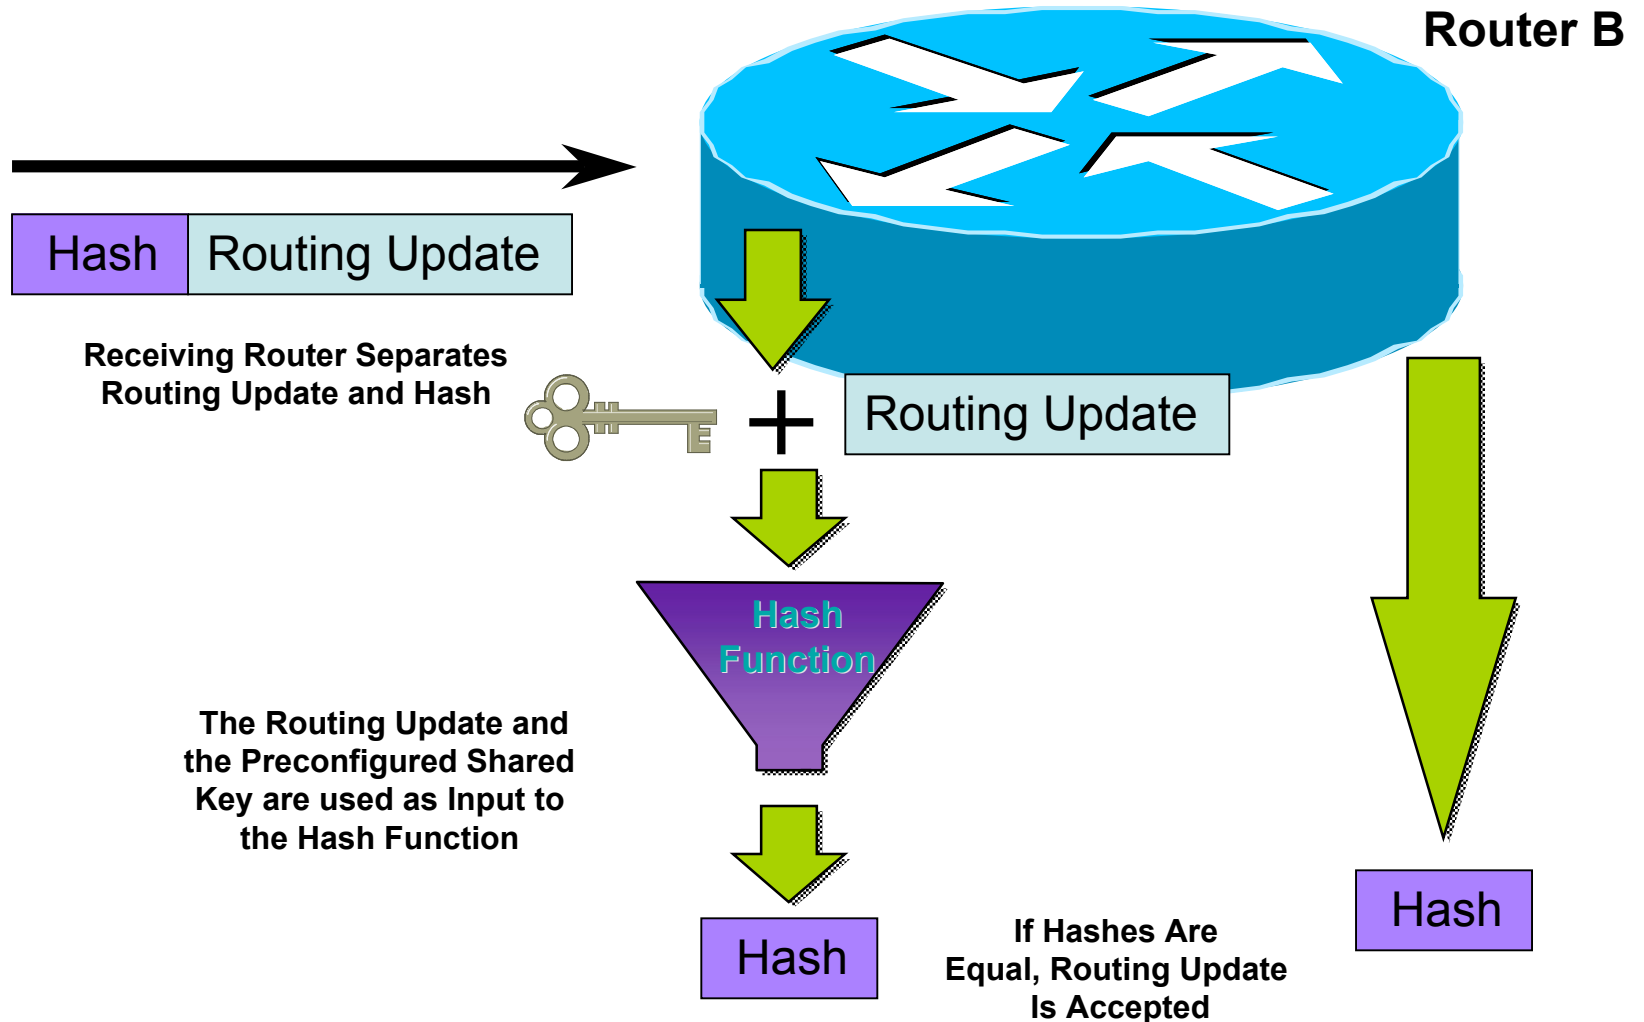 Router B
Hash
Routing Update
Receiving Router Separates
Routing Update and Hash
Routing Update
Hash
Function
The Routing Update and
the Preconfigured Shared
Key are used as Input to
the Hash Function
Hash
If Hashes Are
Equal, Routing Update
Is Accepted
Hash